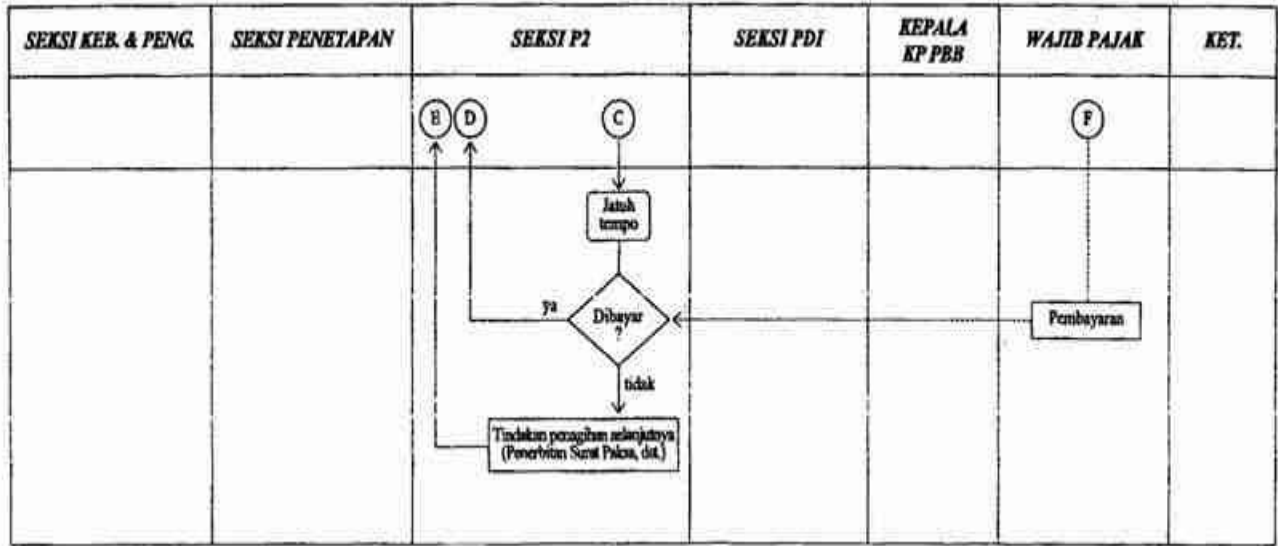 SEKSI KEB. & PENG.
SEKSI PENETAPAN
SEKSI P2
SEKSI PDI
KEPALA
KP PBB
WAJIB PAJAK
KET.
E
D
C
F
Jatuh
tempo
ya
Dibayar
?
Pembayaran
tidak
Tindakan penagihan selanjutnya
(Penerbitan Surat Paksa, dst.)